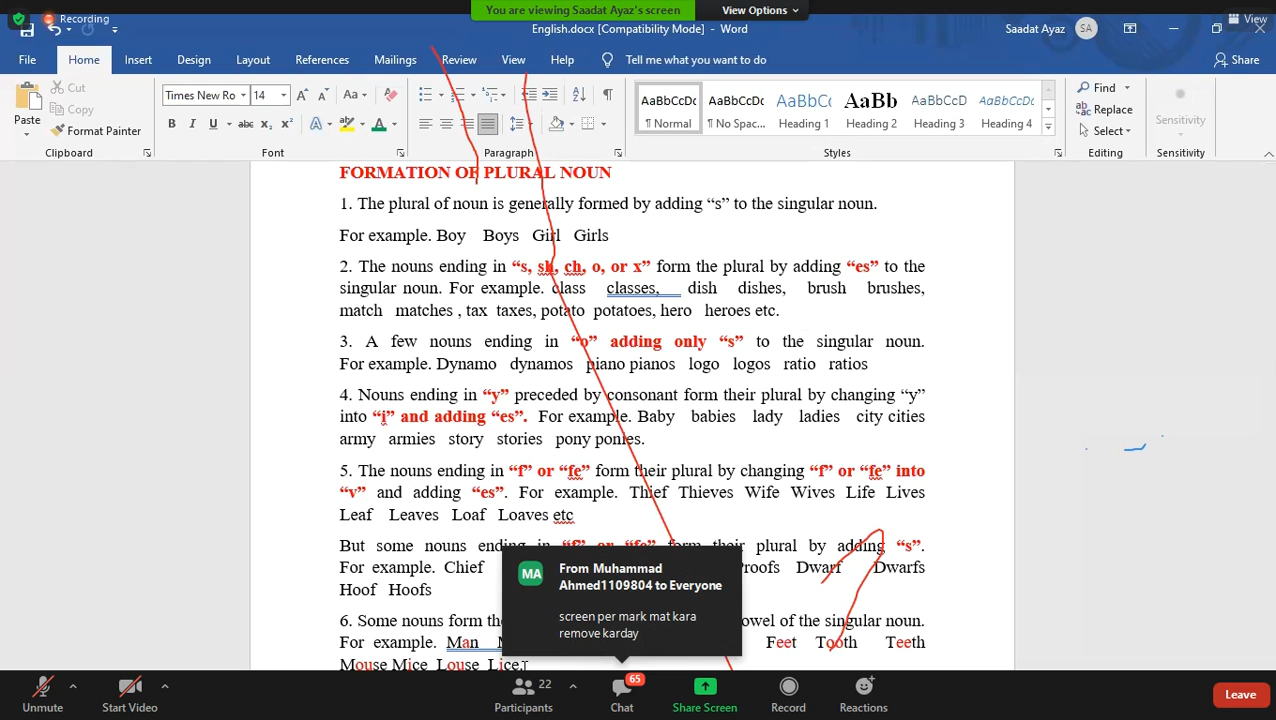 Recording
You are viewing Saadat Ayaz's screen
View Options
View
English.docx [Compatibility Mode] - Word
Saadat Ayaz
SA
File Home Insert Design Layout References Mailings Review View Help Tell me what you want to do
Share
Paste
Cut
Copy
Format Painter
Clipboard
Times New Ro 14
Aa
B I U abc x₂ x²
Font
Paragraph
AaBbCcDc AaBbCcDc AaBbCc AaBb AaBbCcD AaBbCcD
¶ Normal ¶ No Spac... Heading 1 Heading 2 Heading 3 Heading 4
Styles
Find
Replace
Select
Editing
Sensitivity
Sensitivity
FORMATION OF PLURAL NOUN
1. The plural of noun is generally formed by adding “s” to the singular noun.
For example. Boy Boys Girl Girls
2. The nouns ending in “s, sh, ch, o, or x” form the plural by adding “es” to the
singular noun. For example. class classes, dish dishes, brush brushes,
match matches , tax taxes, potato potatoes, hero heroes etc.
3. A few nouns ending in “o” adding only “s” to the singular noun.
For example. Dynamo dynamos piano pianos logo logos ratio ratios
4. Nouns ending in “y” preceded by consonant form their plural by changing “y”
into “i” and adding “es”. For example. Baby babies lady ladies city cities
army armies story stories pony ponies.
5. The nouns ending in “f” or “fe” form their plural by changing “f” or “fe” into
“v” and adding “es”. For example. Thief Thieves Wife Wives Life Lives
Leaf Leaves Loaf Loaves etc
But some nouns ending in “f” or “fe” form their plural by adding “s”.
For example. Chief Proofs Dwarf Dwarfs
Hoof Hoofs
6. Some nouns form the vowel of the singular noun.
For example. Man Feet Tooth Teeth
Mouse Mice Louse Lice.
MA
From Muhammad
Ahmed1109804 to Everyone
screen per mark mat kara
remove karday
Unmute
Start Video
22
Participants
65
Chat
Share Screen
Record
Reactions
Leave